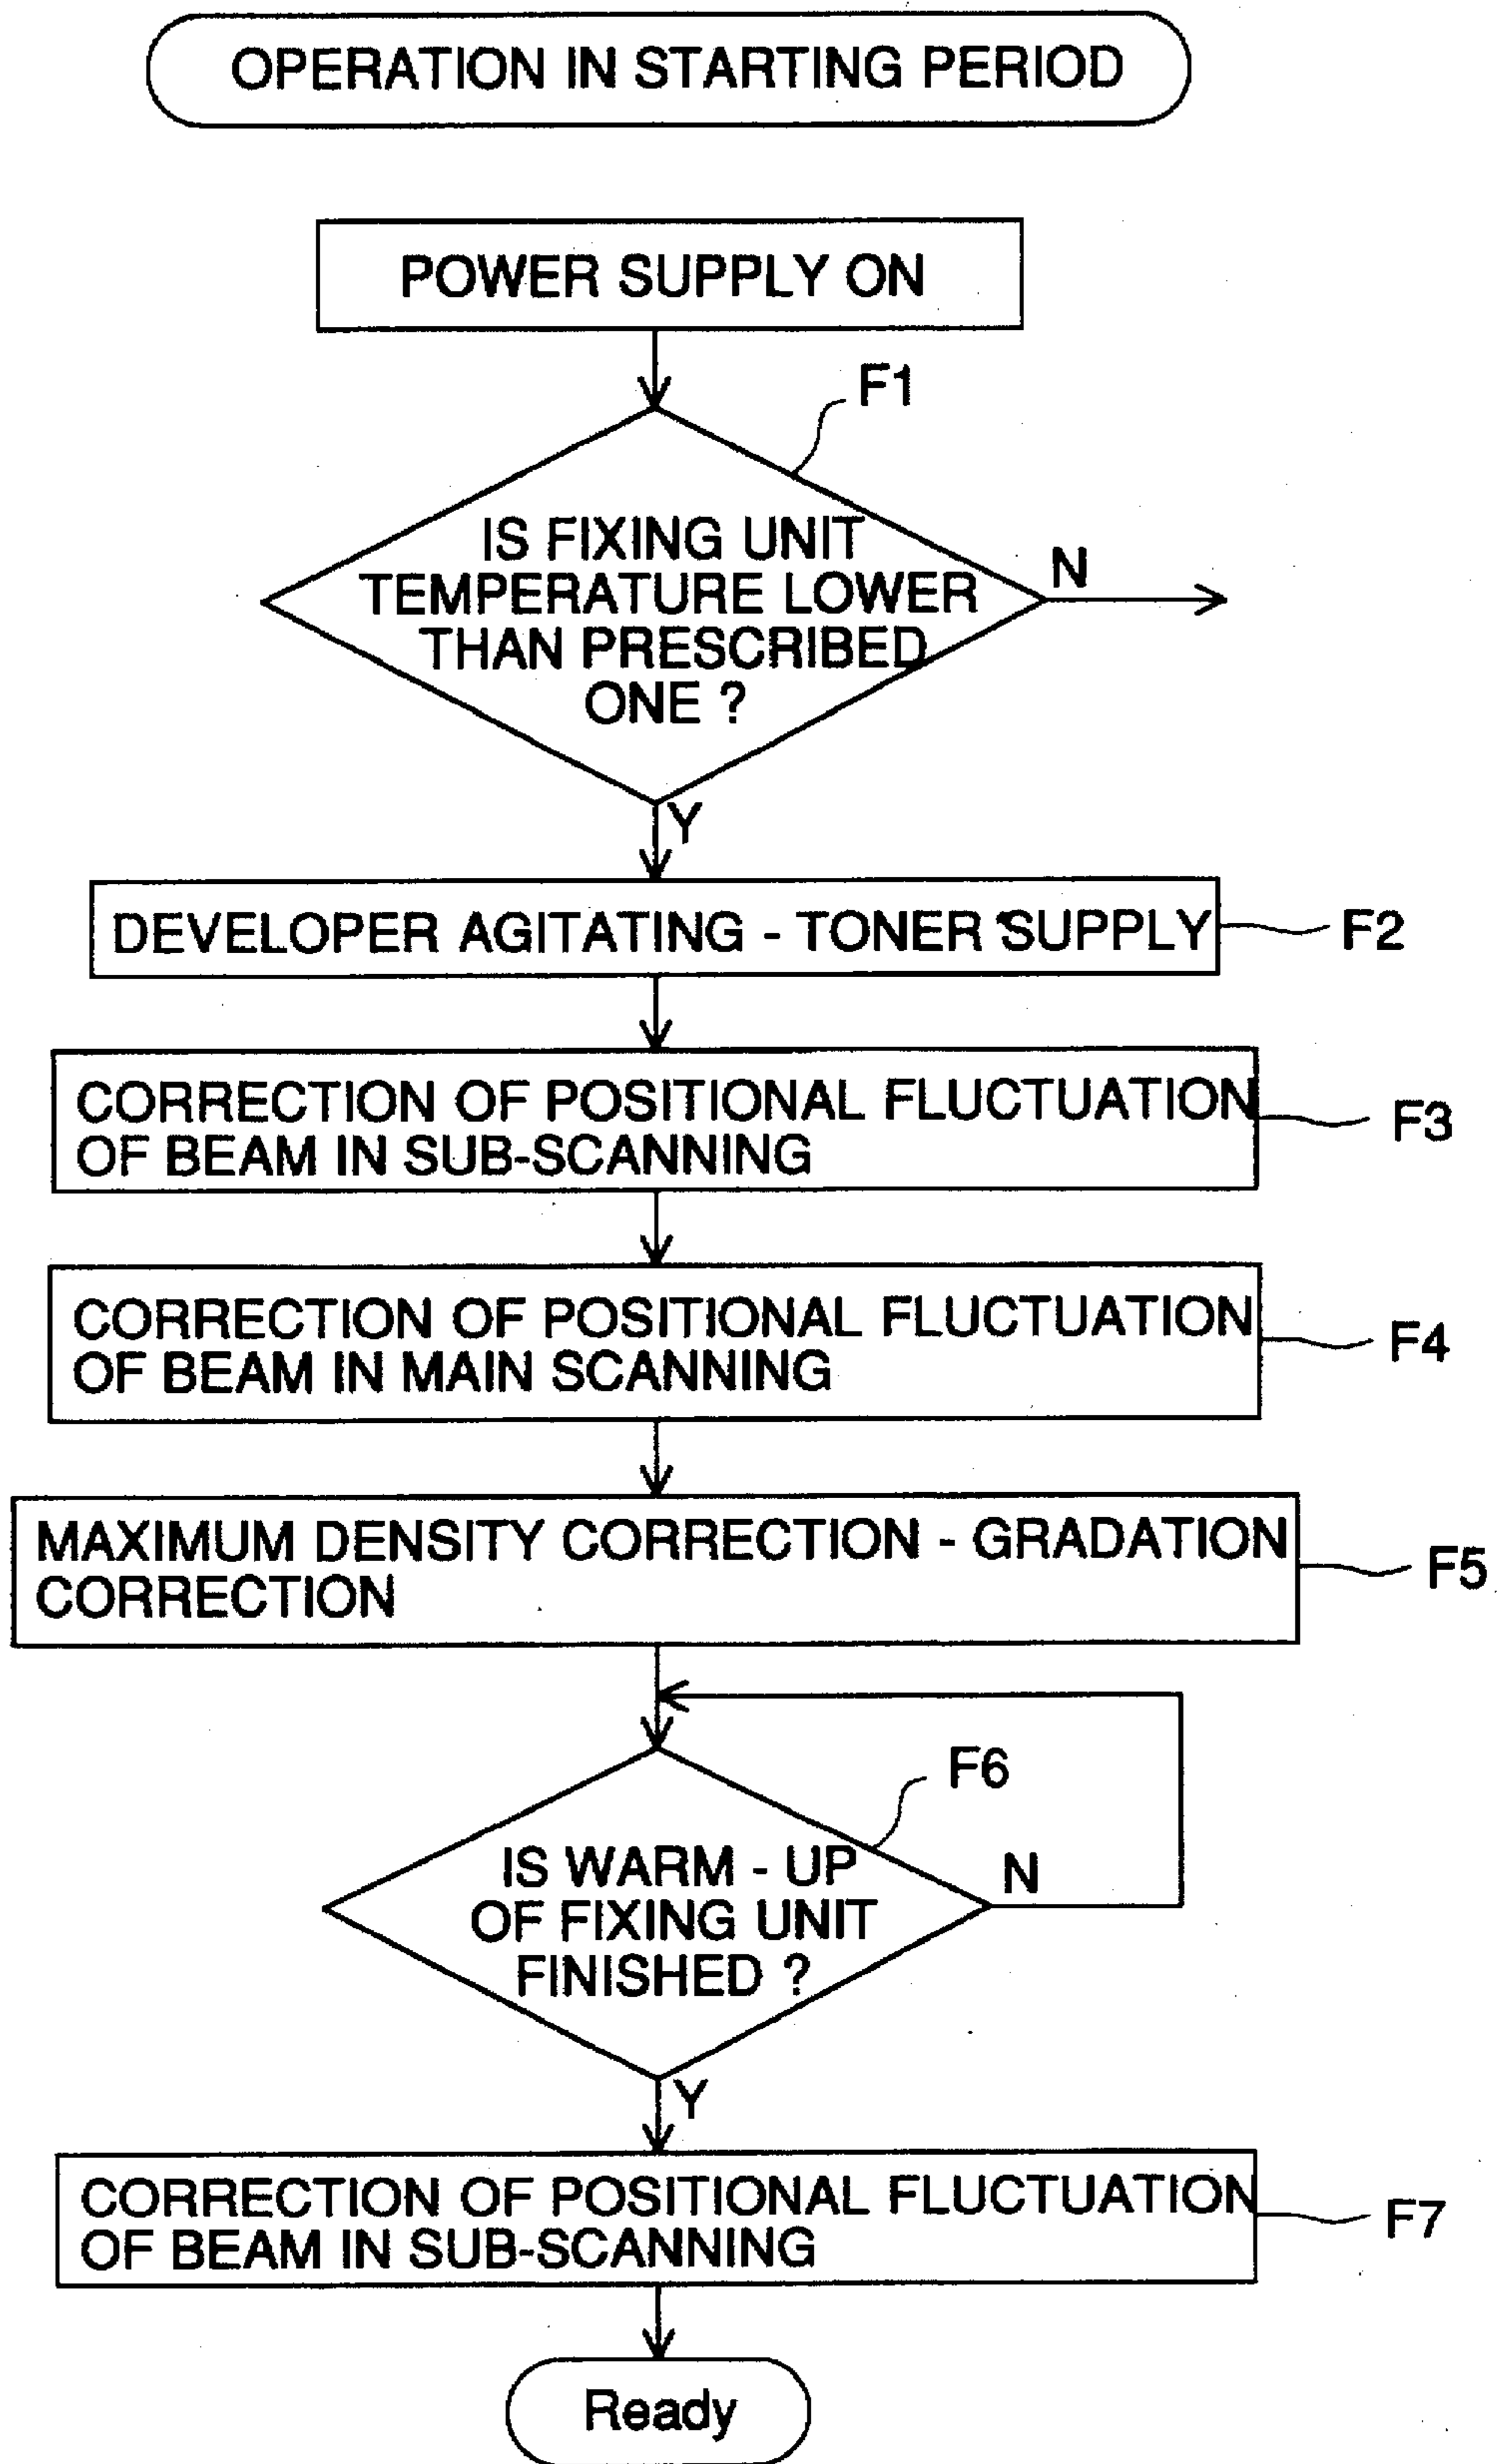 OPERATION IN STARTING PERIOD
POWER SUPPLY ON
F1
IS FIXING UNIT
TEMPERATURE LOWER
THAN PRESCRIBED
ONE ?
N
Y
DEVELOPER AGITATING - TONER SUPPLY
F2
CORRECTION OF POSITIONAL FLUCTUATION
OF BEAM IN SUB-SCANNING
F3
CORRECTION OF POSITIONAL FLUCTUATION
OF BEAM IN MAIN SCANNING
F4
MAXIMUM DENSITY CORRECTION - GRADATION
CORRECTION
F5
F6
IS WARM - UP
OF FIXING UNIT
FINISHED ?
N
Y
CORRECTION OF POSITIONAL FLUCTUATION
OF BEAM IN SUB-SCANNING
F7
Ready